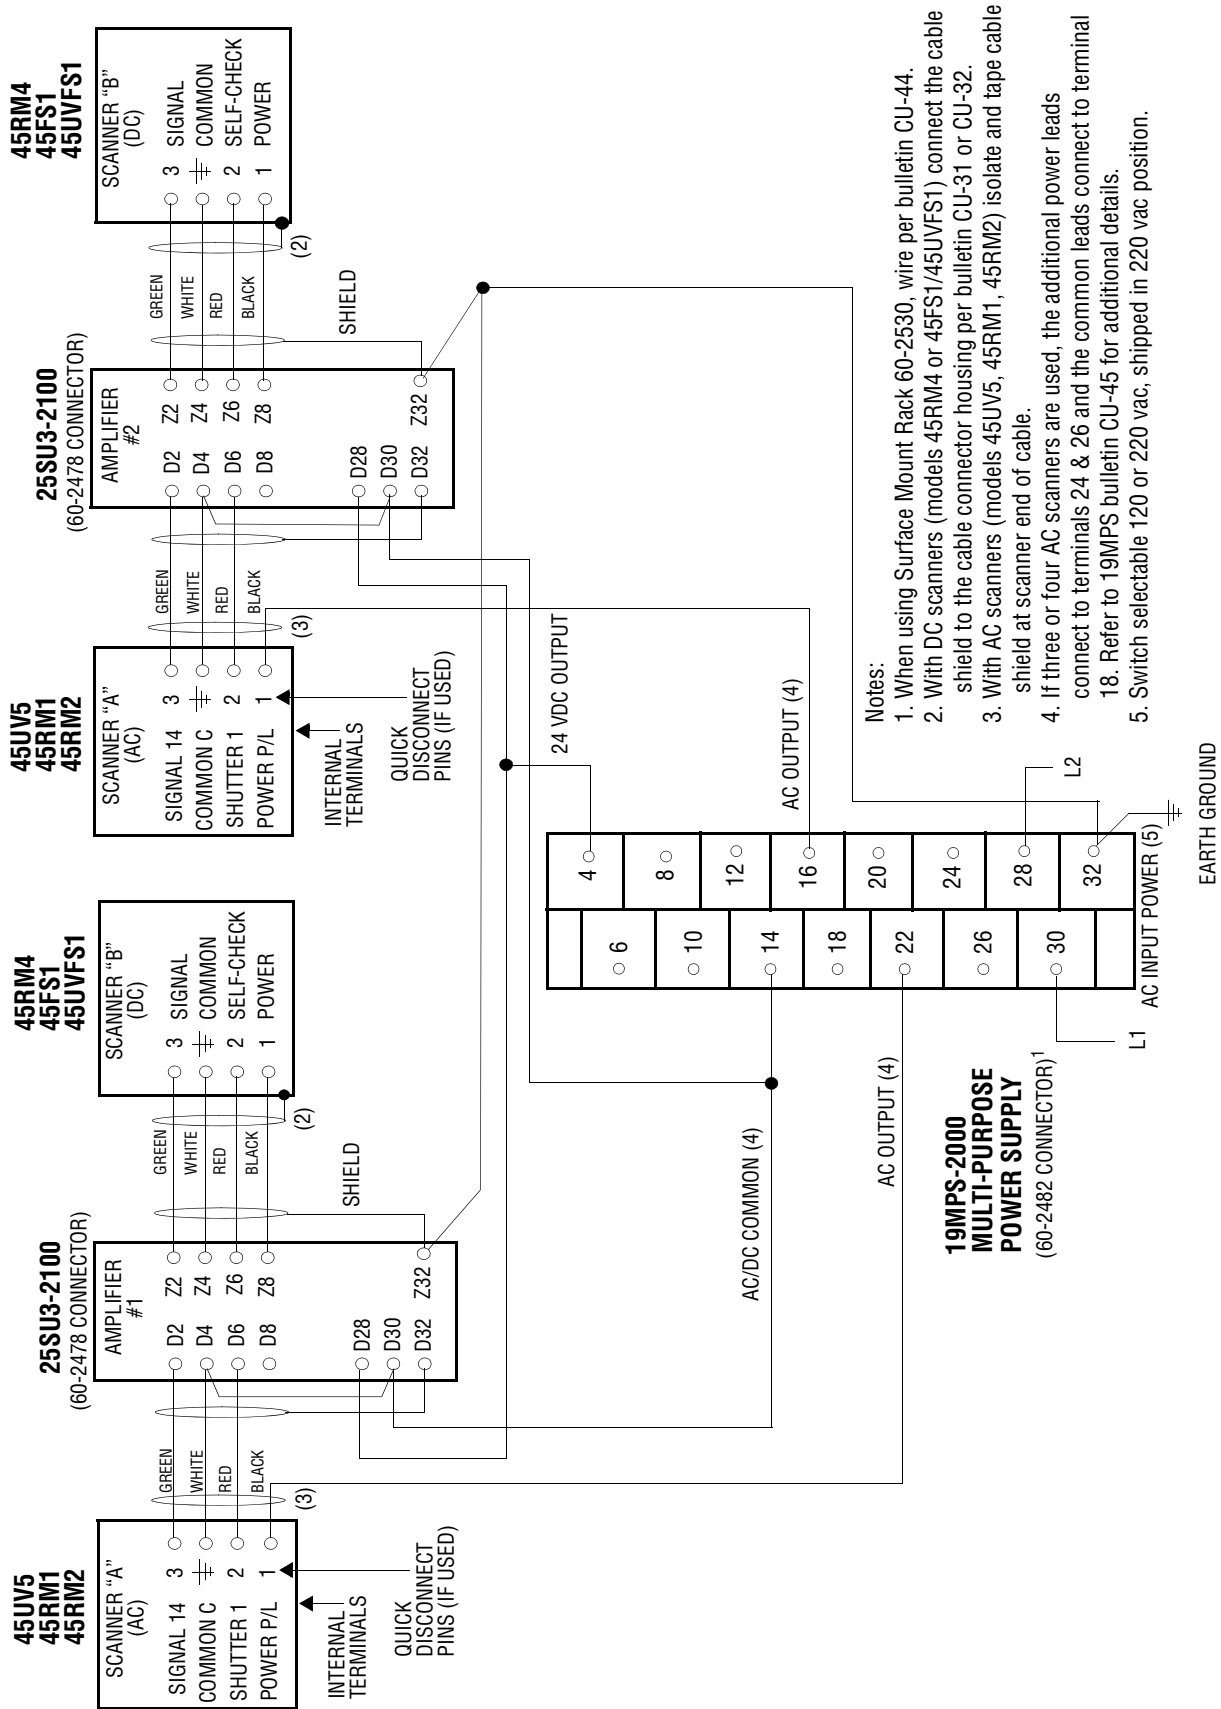 45UV5
45RM1
45RM2
SCANNER "A"
(AC)
SIGNAL 14 3
COMMON C
SHUTTER 1 2
POWER P/L 1
INTERNAL
TERMINALS
QUICK
DISCONNECT
PINS (IF USED)
GREEN
WHITE
RED
BLACK
(3)
25SU3-2100
(60-2478 CONNECTOR)
AMPLIFIER
#1
D2 Z2
D4 Z4
D6 Z6
D8 Z8
D28
D30
D32 Z32
SHIELD
GREEN
WHITE
RED
BLACK
(2)
45RM4
45FS1
45UVFS1
SCANNER "B"
(DC)
3 SIGNAL
COMMON
2 SELF-CHECK
1 POWER
45UV5
45RM1
45RM2
SCANNER "A"
(AC)
SIGNAL 14 3
COMMON C
SHUTTER 1 2
POWER P/L 1
INTERNAL
TERMINALS
QUICK
DISCONNECT
PINS (IF USED)
GREEN
WHITE
RED
BLACK
(3)
25SU3-2100
(60-2478 CONNECTOR)
AMPLIFIER
#2
D2 Z2
D4 Z4
D6 Z6
D8 Z8
D28
D30
D32 Z32
SHIELD
GREEN
WHITE
RED
BLACK
(2)
45RM4
45FS1
45UVFS1
SCANNER "B"
(DC)
3 SIGNAL
COMMON
2 SELF-CHECK
1 POWER
24 VDC OUTPUT
AC/DC COMMON (4)
AC OUTPUT (4)
AC OUTPUT (4)
4
6
8
10
12
14
16
18
20
22
24
26
28
30
32
L1
L2
AC INPUT POWER (5)
EARTH GROUND
19MPS-2000
MULTI-PURPOSE
POWER SUPPLY
(60-2482 CONNECTOR)1
Notes:
1. When using Surface Mount Rack 60-2530, wire per bulletin CU-44.
2. With DC scanners (models 45RM4 or 45FS1/45UVFS1) connect the cable
shield to the cable connector housing per bulletin CU-31 or CU-32.
3. With AC scanners (models 45UV5, 45RM1, 45RM2) isolate and tape cable
shield at scanner end of cable.
4. If three or four AC scanners are used, the additional power leads
connect to terminals 24 & 26 and the common leads connect to terminal
18. Refer to 19MPS bulletin CU-45 for additional details.
5. Switch selectable 120 or 220 vac, shipped in 220 vac position.